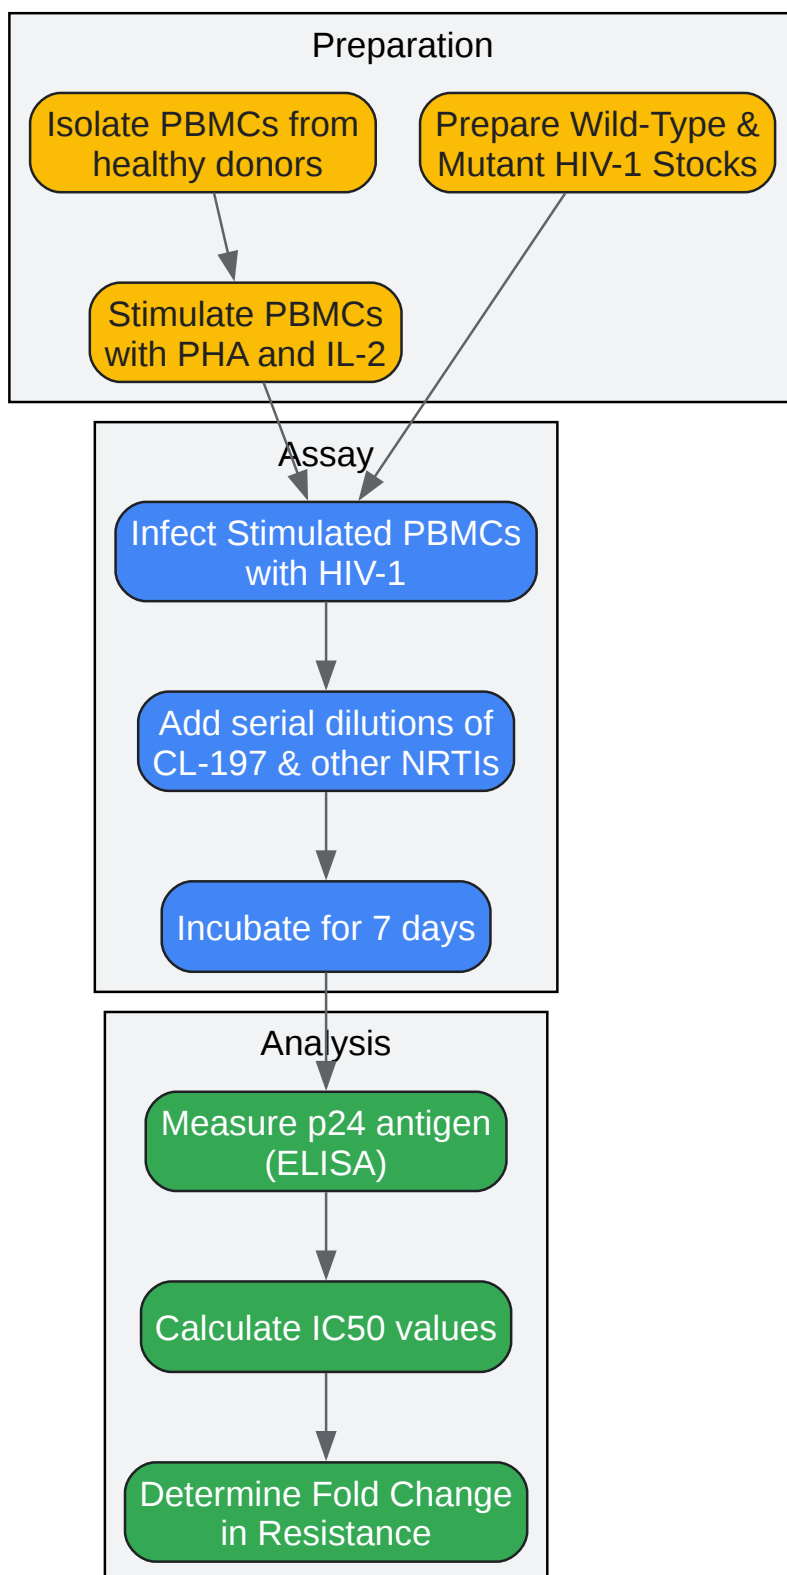 Preparation
Isolate PBMCs from
healthy donors
Prepare Wild-Type &
Mutant HIV-1 Stocks
Stimulate PBMCs
with PHA and IL-2
Assay
Infect Stimulated PBMCs
with HIV-1
Add serial dilutions of
CL-197 & other NRTIs
Incubate for 7 days
Analysis
Measure p24 antigen
(ELISA)
Calculate IC50 values
Determine Fold Change
in Resistance